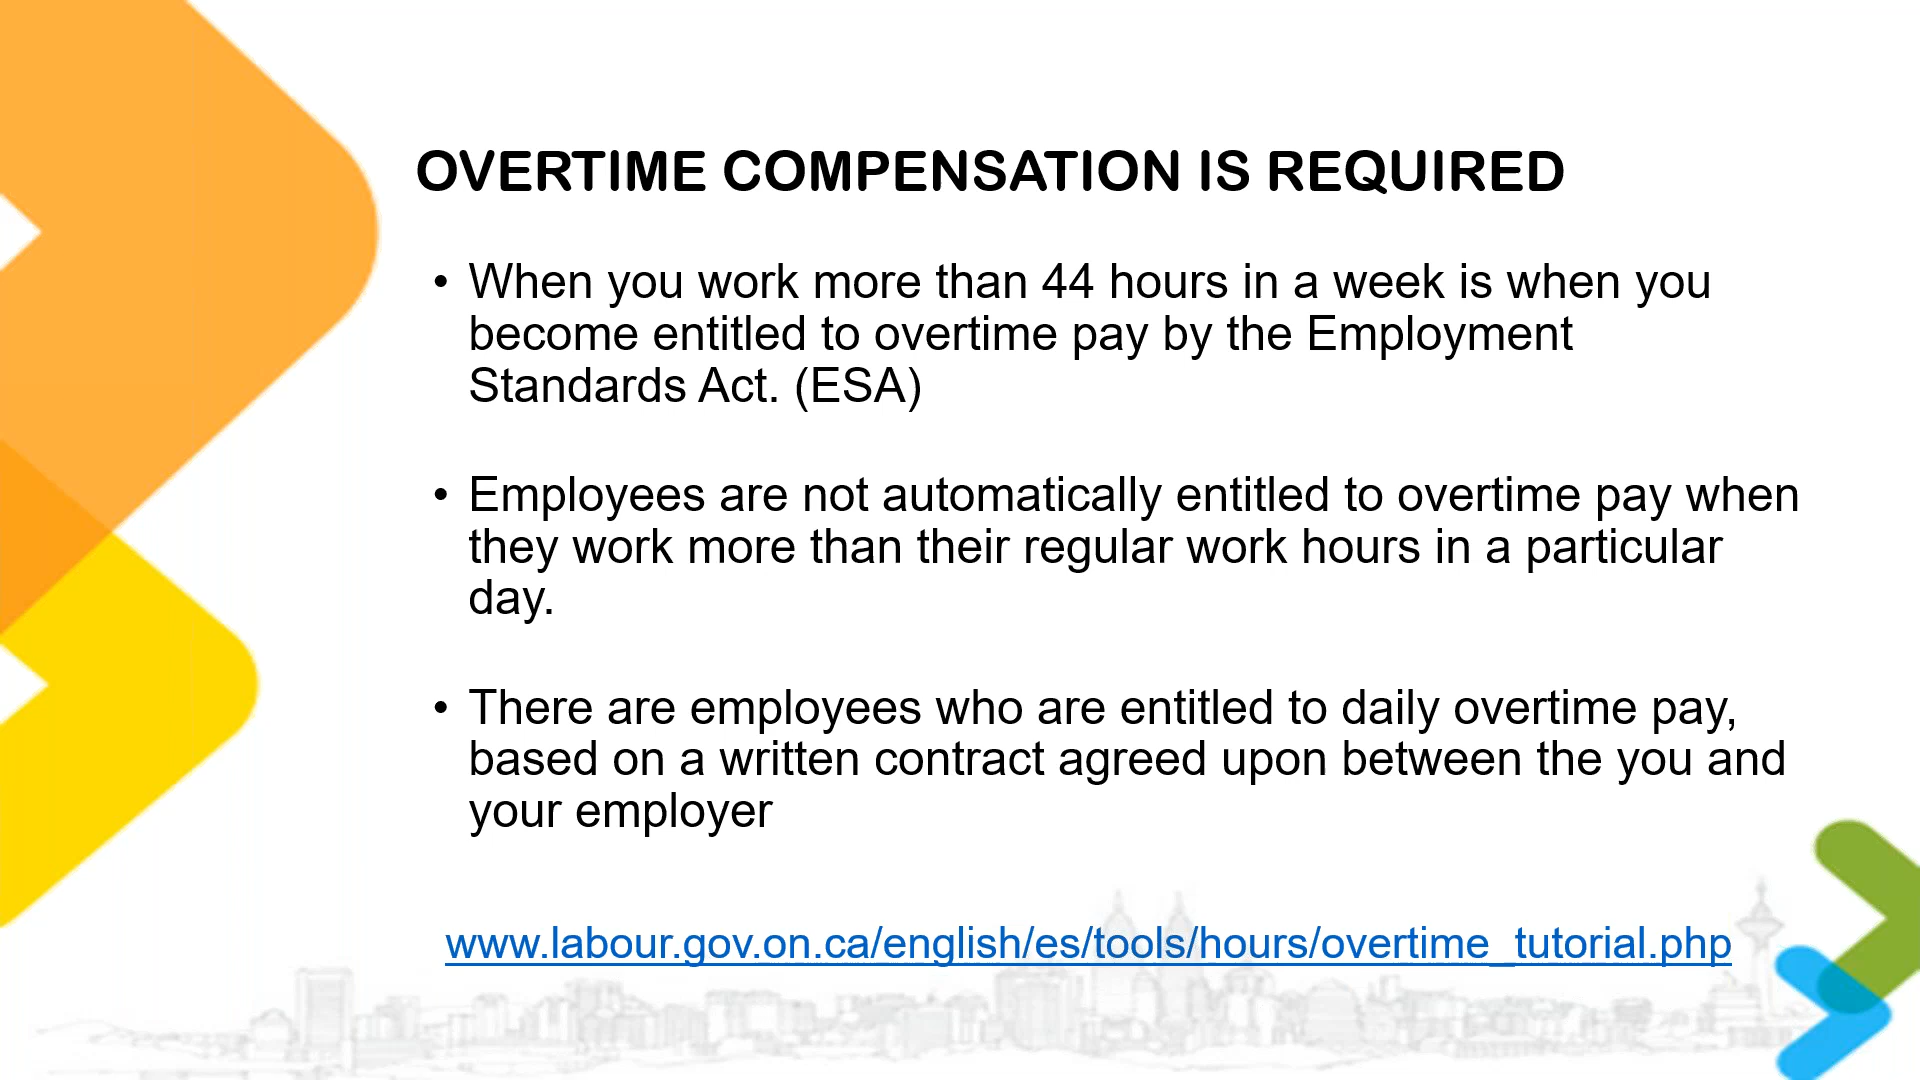 OVERTIME COMPENSATION IS REQUIRED
• When you work more than 44 hours in a week is when you
become entitled to overtime pay by the Employment
Standards Act. (ESA)
• Employees are not automatically entitled to overtime pay when
they work more than their regular work hours in a particular
day.
• There are employees who are entitled to daily overtime pay,
based on a written contract agreed upon between the you and
your employer
www.labour.gov.on.ca/english/es/tools/hours/overtime_tutorial.php